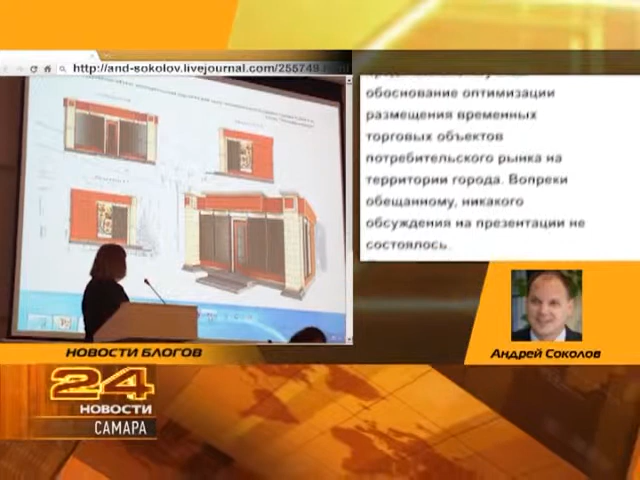 http://and-sokolov.livejournal.com/255749.html
обоснование оптимизации
размещения временных
торговых объектов
потребительского рынка на
территории города. Вопреки
обещанному, никакого
обсуждения на презентации не
состоялось.
НОВОСТИ БЛОГОВ
Андрей Соколов
24
НОВОСТИ
САМАРА